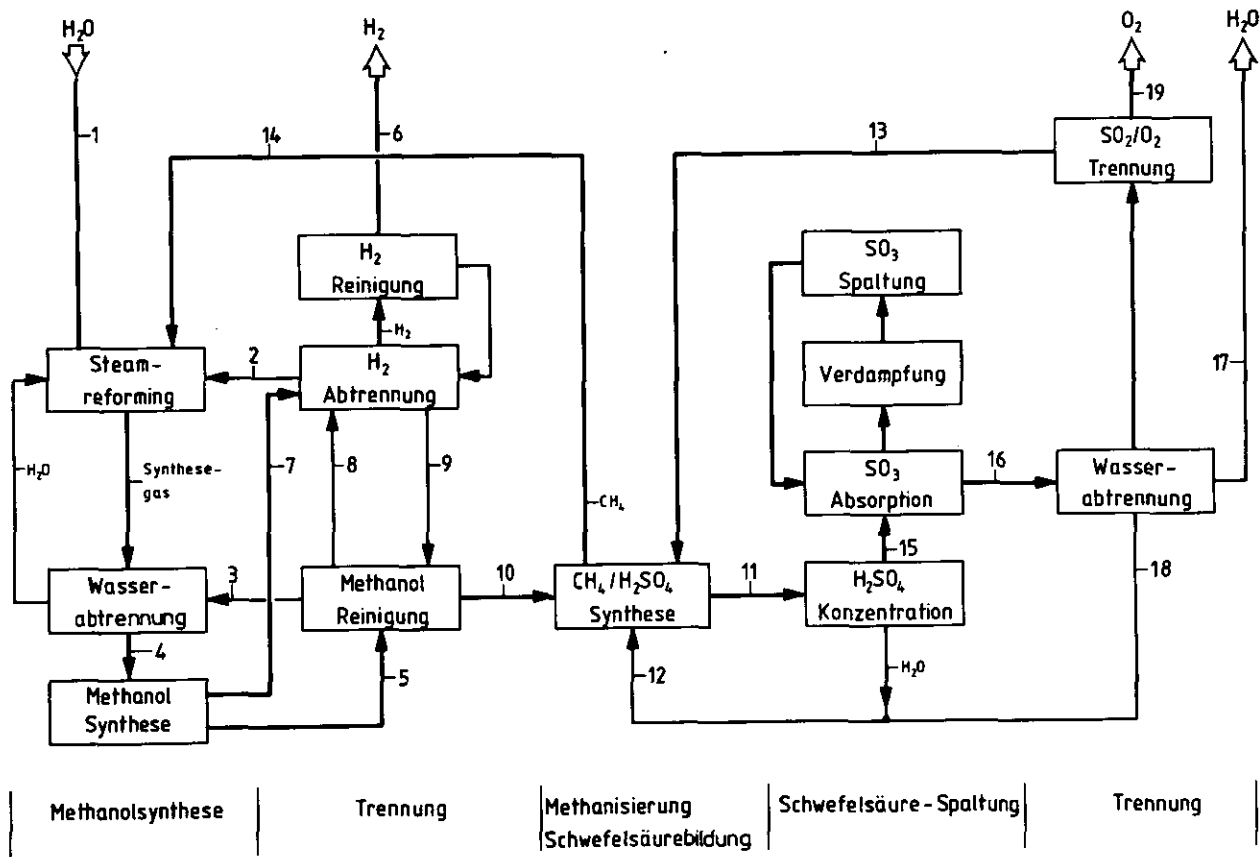 H₂O
H₂
O₂
H₂O
1
14
6
13
19
SO₂/O₂
Trennung
H₂
Reinigung
SO₃
Spaltung
H₂
Steam-
reforming
2
H₂
Abtrennung
Verdampfung
17
H₂O
Synthese-
gas
7
8
9
CH₄
SO₃
Absorption
16
Wasser-
abtrennung
15
18
Wasser-
abtrennung
3
Methanol
Reinigung
10
CH₄/H₂SO₄
Synthese
11
H₂SO₄
Konzentration
4
5
12
H₂O
Methanol
Synthese
Methanolsynthese
Trennung
Methanisierung
Schwefelsäurebildung
Schwefelsäure-Spaltung
Trennung